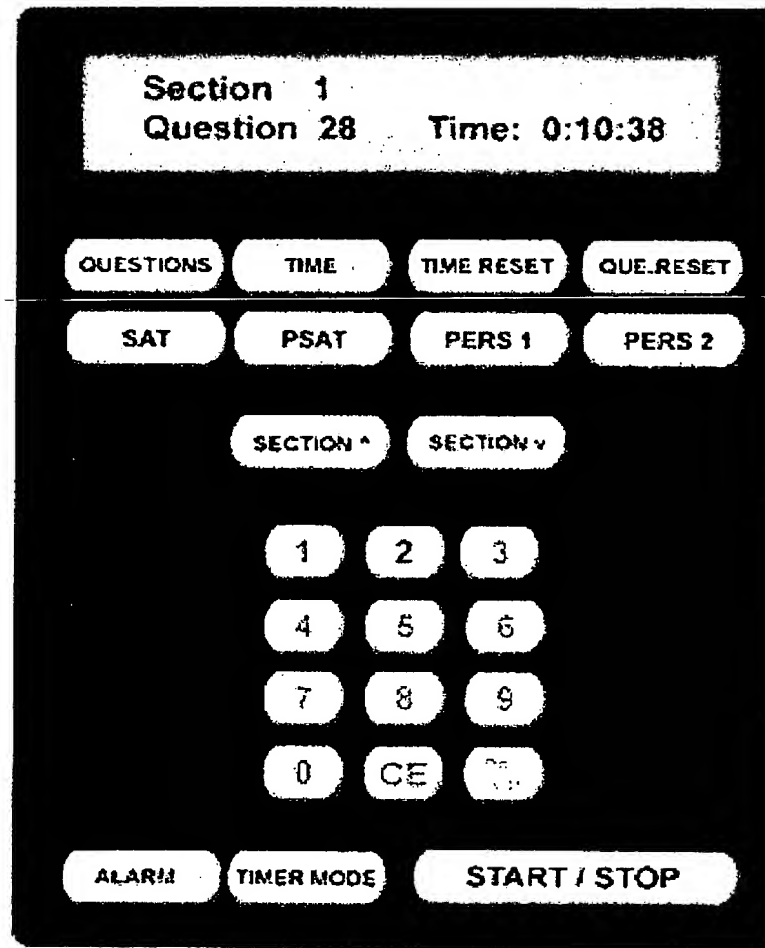 Section 1
Question 28 Time: 0:10:38
QUESTIONS TIME TIME RESET QUE.RESET
SAT PSAT PERS 1 PERS 2
SECTION ^ SECTION v
1 2 3
4 5 6
7 8 9
0 CE
ALARM TIMER MODE START / STOP